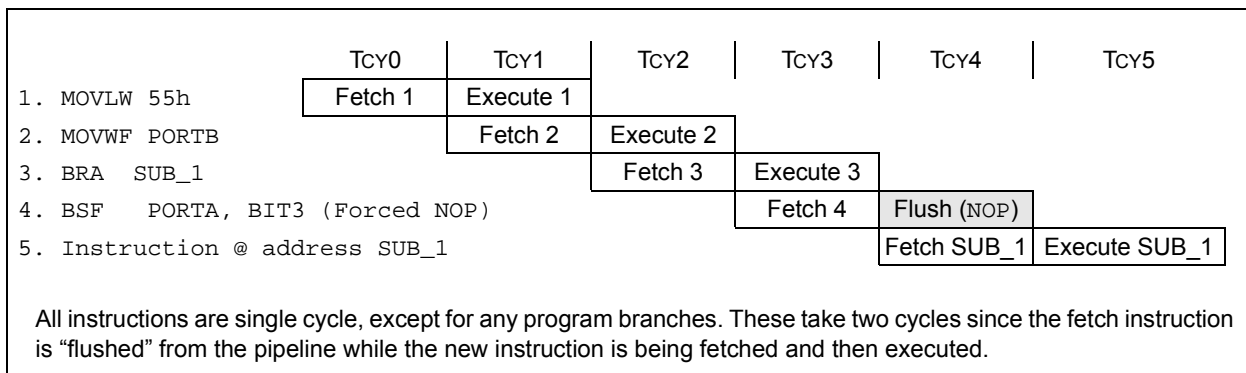 TCY0 TCY1 TCY2 TCY3 TCY4 TCY5
1. MOVLW 55h Fetch 1 Execute 1
2. MOVWF PORTB Fetch 2 Execute 2
3. BRA SUB_1 Fetch 3 Execute 3
4. BSF PORTA, BIT3 (Forced NOP) Fetch 4 Flush (NOP)
5. Instruction @ address SUB_1 Fetch SUB_1 Execute SUB_1
All instructions are single cycle, except for any program branches. These take two cycles since the fetch instruction
is “flushed” from the pipeline while the new instruction is being fetched and then executed.